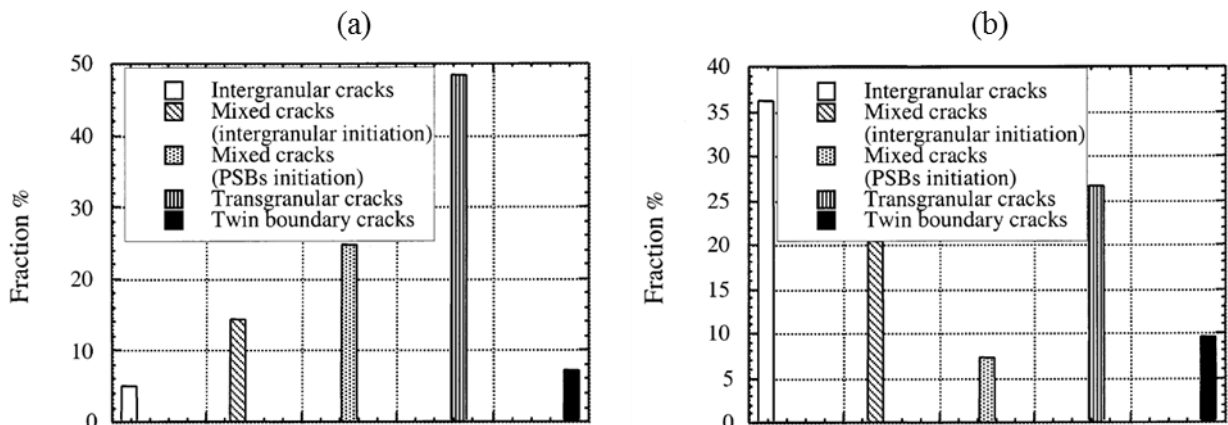 (a)
50
40
30
20
10
0
Fraction %
Intergranular cracks
Mixed cracks
(intergranular initiation)
Mixed cracks
(PSBs initiation)
Transgranular cracks
Twin boundary cracks
(b)
40
35
30
25
20
15
10
5
0
Fraction %
Intergranular cracks
Mixed cracks
(intergranular initiation)
Mixed cracks
(PSBs initiation)
Transgranular cracks
Twin boundary cracks